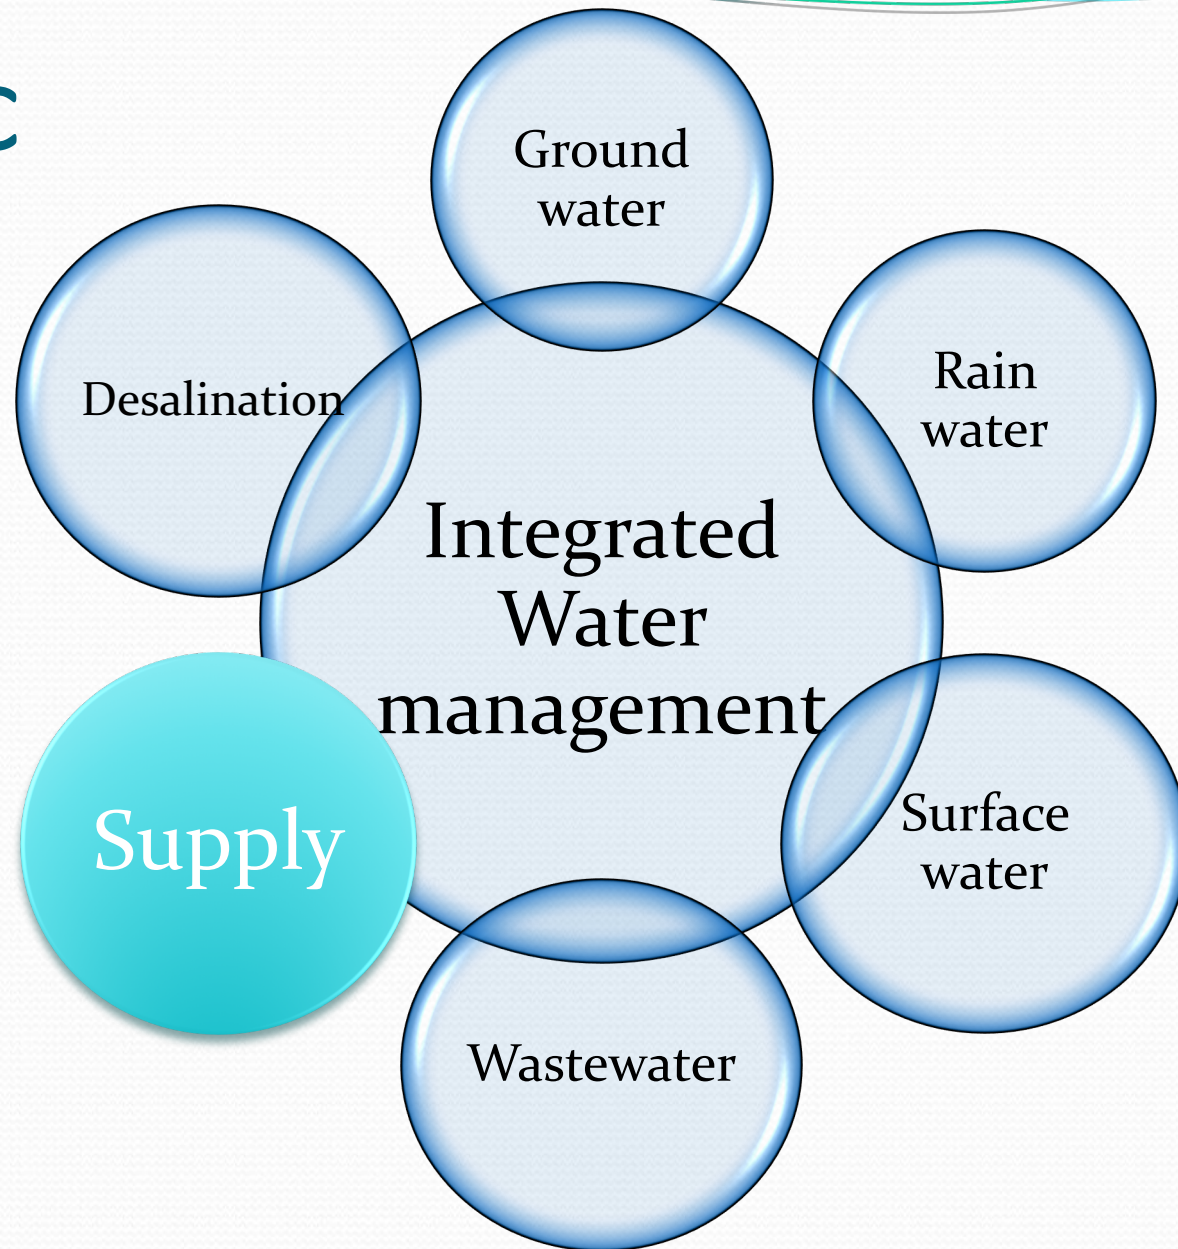 Ground
water
Rain
water
Desalination
Integrated
Water
management
Surface
water
Supply
Wastewater